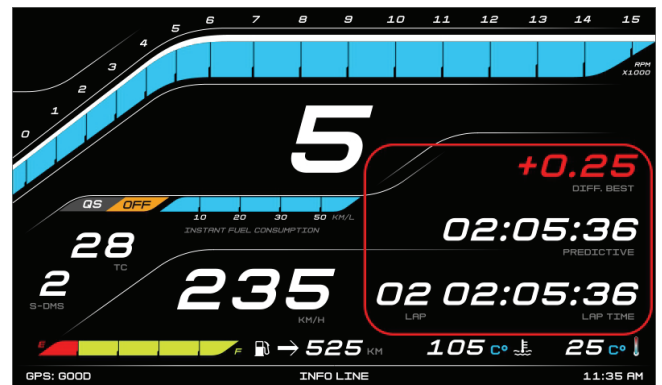 0 1 2 3 4 5 6 7 8 9 10 11 12 13 14 15
RPM
X1000
5
+0.25
DIFF. BEST
QS OFF
10 20 30 50 KM/L
INSTANT FUEL CONSUMPTION
02:05:36
PREDICTIVE
28
TC
2
S-DMS
235
KM/H
02 02:05:36
LAP LAP TIME
E F → 525 KM 105 C° 25 C°
GPS: GOOD INFO LINE 11:35 AM